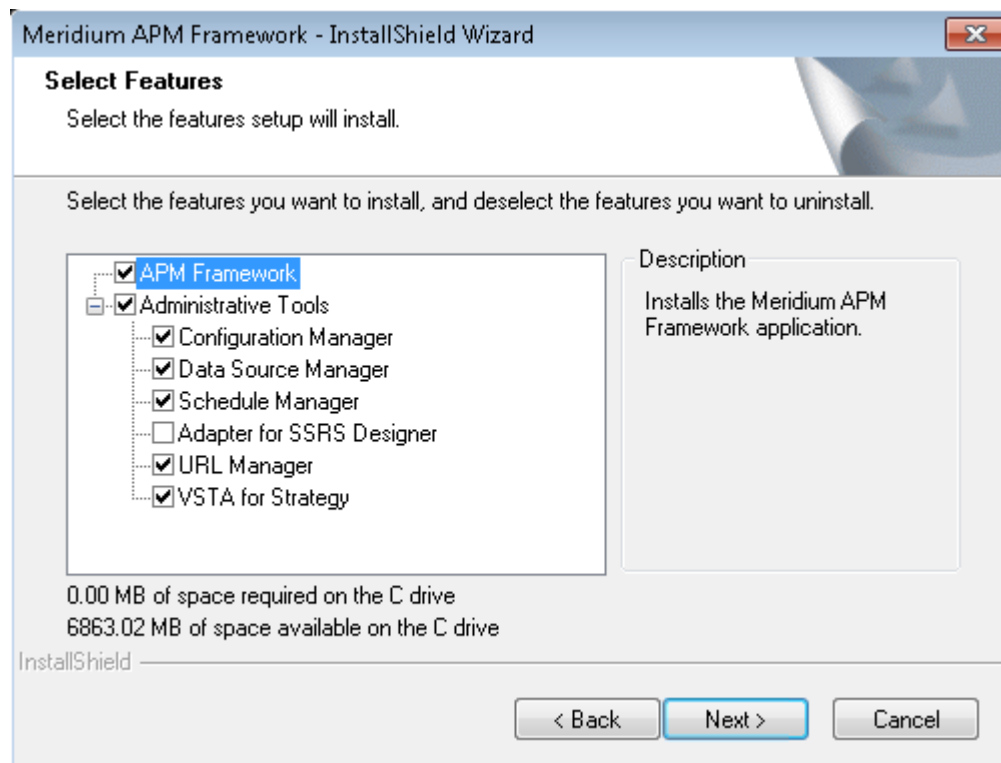 Meridium APM Framework - InstallShield Wizard
Select Features
Select the features setup will install.
Select the features you want to install, and deselect the features you want to uninstall.
APM Framework
Administrative Tools
Configuration Manager
Data Source Manager
Schedule Manager
Adapter for SSRS Designer
URL Manager
VSTA for Strategy
Description
Installs the Meridium APM
Framework application.
0.00 MB of space required on the C drive
6863.02 MB of space available on the C drive
InstallShield
< Back
Next >
Cancel